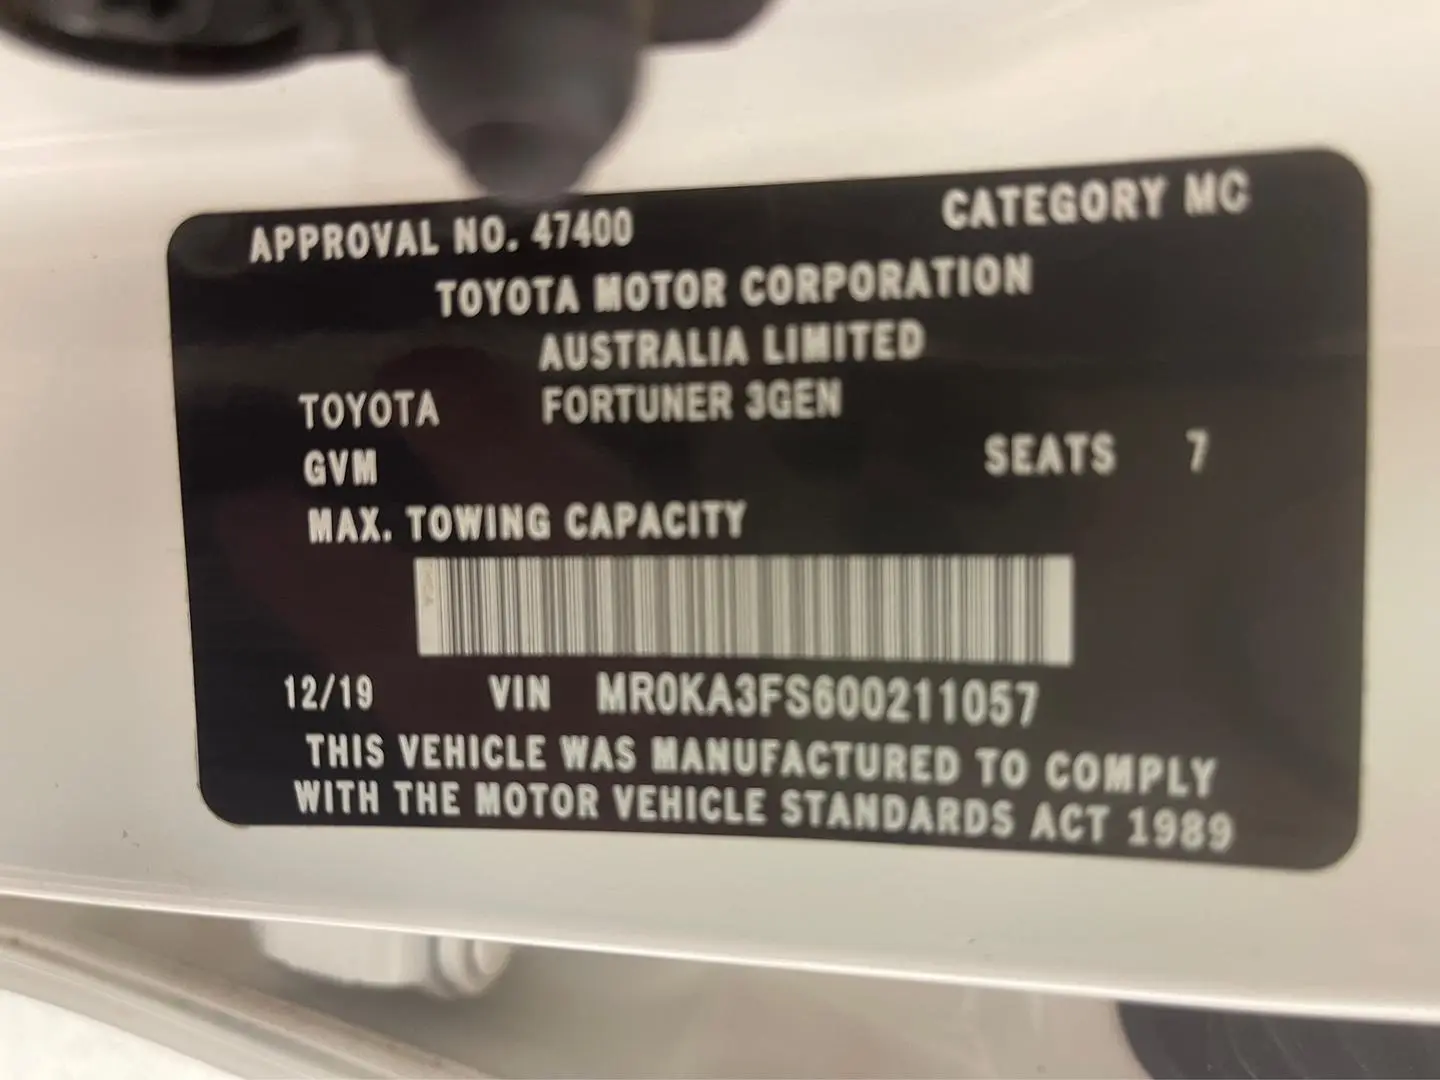 APPROVAL NO. 47400 CATEGORY MC
TOYOTA MOTOR CORPORATION
AUSTRALIA LIMITED
TOYOTA FORTUNER 3GEN
GVM SEATS 7
MAX. TOWING CAPACITY
12/19 VIN MR0KA3FS600211057
THIS VEHICLE WAS MANUFACTURED TO COMPLY
WITH THE MOTOR VEHICLE STANDARDS ACT 1989